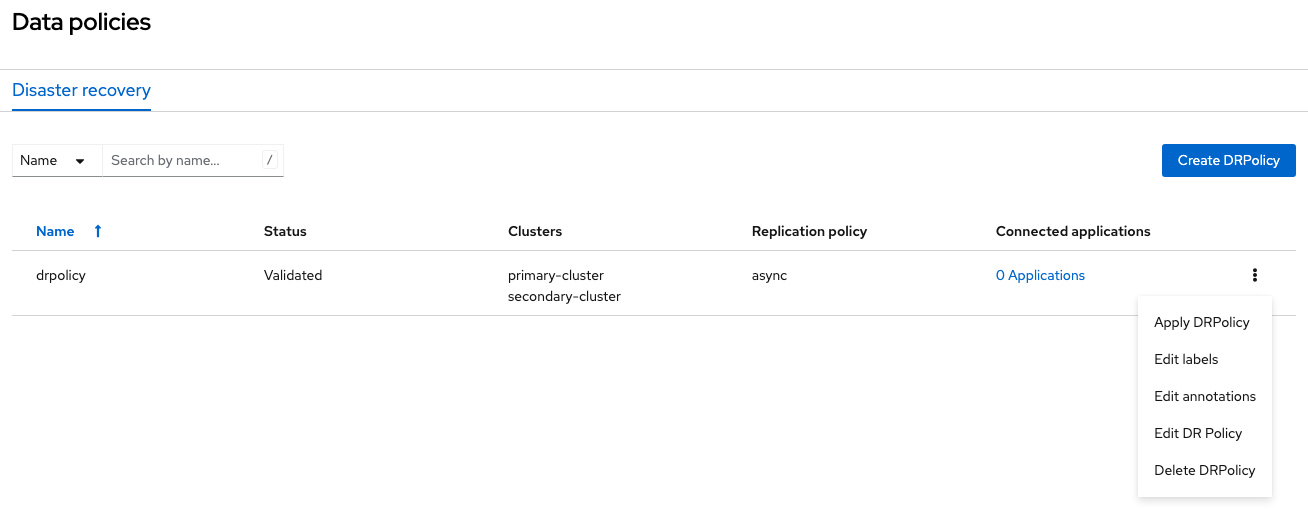 Data policies
Disaster recovery
Name Search by name... /
Create DRPolicy
Name Status Clusters Replication policy Connected applications
drpolicy Validated primary-cluster async 0 Applications
secondary-cluster
Apply DRPolicy
Edit labels
Edit annotations
Edit DR Policy
Delete DRPolicy